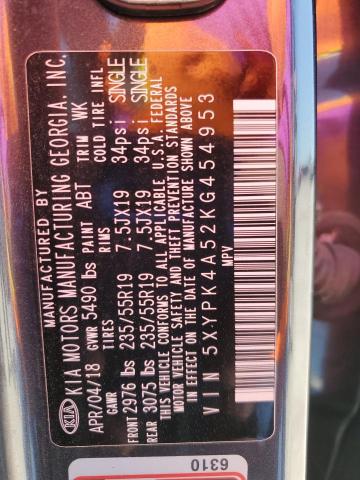 MANUFACTURED BY
KIA KIA MOTORS MANUFACTURING GEORGIA. INC.
APR/04/18 GVWR 5490 lbs PAINT ABT TRIM WK
GAWR TIRES RIMS COLD TIRE INFL
FRONT 2976 lbs 235/55R19 7.5JX19 34psi SINGLE
REAR 3075 lbs 235/55R19 7.5JX19 34psi SINGLE
THIS VEHICLE CONFORMS TO ALL APPLICABLE U.S.A. FEDERAL
MOTOR VEHICLE SAFETY AND THEFT PREVENTION STANDARDS
IN EFFECT ON THE DATE OF MANUFACTURE SHOWN ABOVE
VIN 5XYPK4A52KG454953
MPV
6310